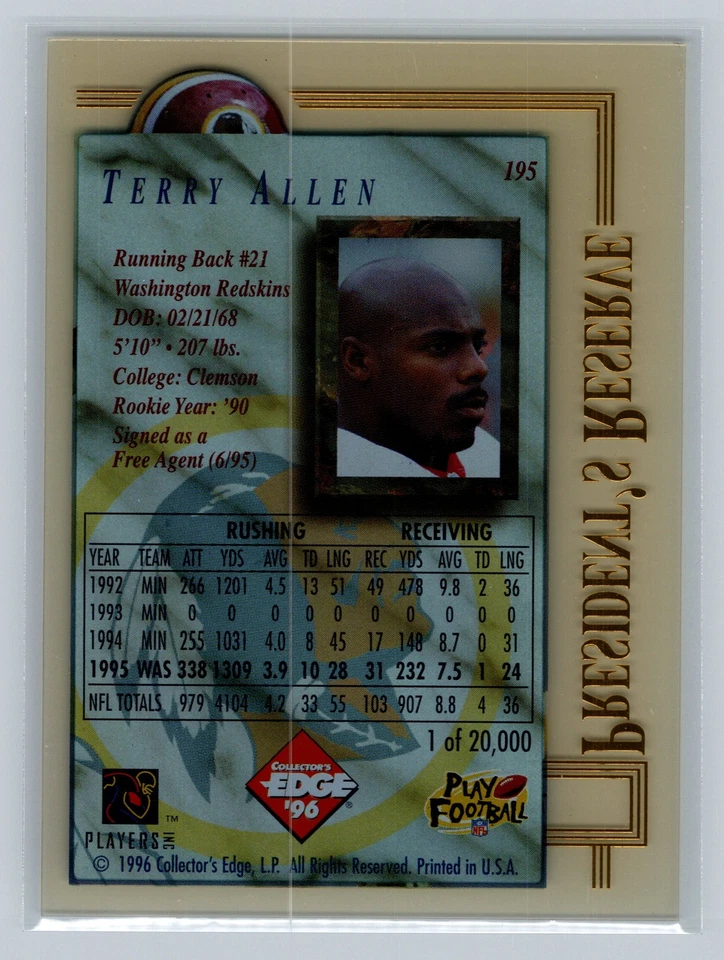 195
TERRY ALLEN
Running Back #21
Washington Redskins
DOB: 02/21/68
5'10" • 207 lbs.
College: Clemson
Rookie Year: '90
Signed as a
Free Agent (6/95)
PRESIDENT'S RESERVE
RUSHING RECEIVING
YEAR TEAM ATT YDS AVG TD LNG REC YDS AVG TD LNG
1992 MIN 266 1201 4.5 13 51 49 478 9.8 2 36
1993 MIN 0 0 0 0 0 0 0 0 0 0
1994 MIN 255 1031 4.0 8 45 17 148 8.7 0 31
1995 WAS 338 1309 3.9 10 28 31 232 7.5 1 24
NFL TOTALS 979 4104 4.2 33 55 103 907 8.8 4 36
1 of 20,000
COLLECTOR'S
EDGE
'96 ®
PLAY
FOOTBALL
NFL
PLAYERS INC ™
© 1996 Collector's Edge, L.P. All Rights Reserved. Printed in U.S.A.